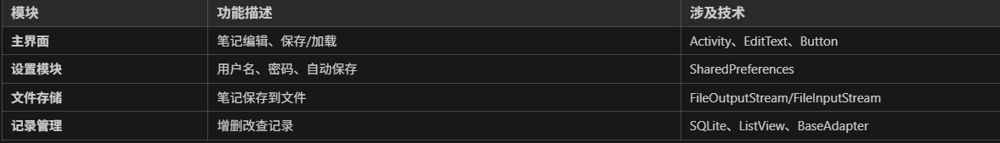 模块 功能描述 涉及技术
主界面 笔记编辑、保存/加载 Activity、EditText、Button
设置模块 用户名、密码、自动保存 SharedPreferences
文件存储 笔记保存到文件 FileOutputStream/FileInputStream
记录管理 增删改查记录 SQLite、ListView、BaseAdapter